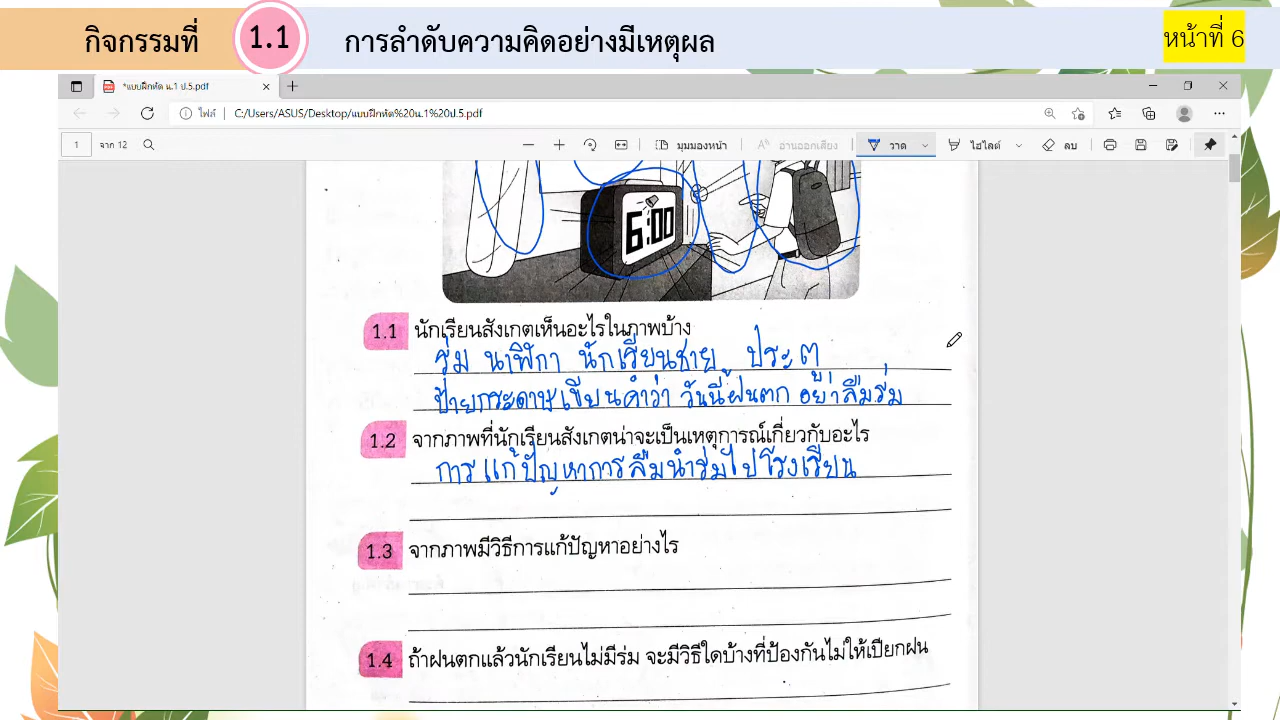 กิจกรรมที่ 1.1 การลำดับความคิดอย่างมีเหตุผล หน้าที่ 6
*แบบฝึกหัด น.1 ป.5.pdf
ไฟล์ C:/Users/ASUS/Desktop/แบบฝึกหัด%20น.1%20ป.5.pdf
1 จาก 12 มุมมองหน้า อ่านออกเสียง วาด ไฮไลต์ ลบ
6:00
1.1 นักเรียนสังเกตเห็นอะไรในภาพบ้าง
ร่ม นาฬิกา นักเรียนชาย ประตู
ป้ายกระดาษเขียนคำว่า วันนี้ฝนตก อย่าลืมร่ม
1.2 จากภาพที่นักเรียนสังเกตน่าจะเป็นเหตุการณ์เกี่ยวกับอะไร
การแก้ปัญหาการลืมนำร่มไปโรงเรียน
1.3 จากภาพมีวิธีการแก้ปัญหาอย่างไร
1.4 ถ้าฝนตกแล้วนักเรียนไม่มีร่ม จะมีวิธีใดบ้างที่ป้องกันไม่ให้เปียกฝน